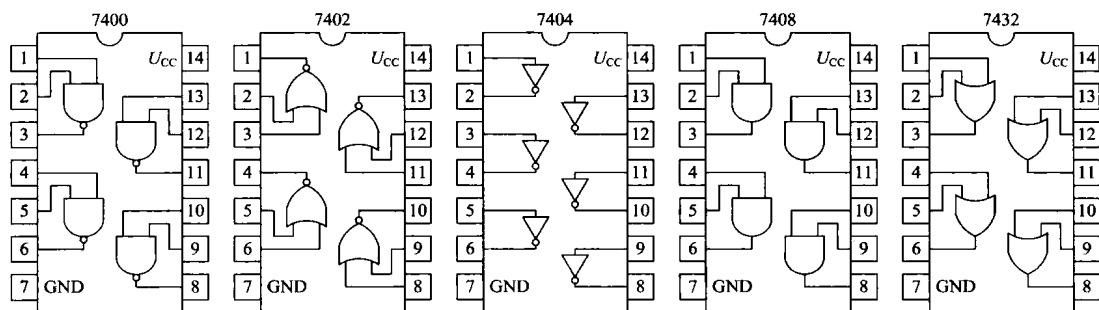 7400 7402 7404 7408 7432
1 U_CC 14 1 U_CC 14 1 U_CC 14 1 U_CC 14 1 U_CC 14
2 13 2 13 2 13 2 13 2 13
3 12 3 12 3 12 3 12 3 12
4 11 4 11 4 11 4 11 4 11
5 10 5 10 5 10 5 10 5 10
6 9 6 9 6 9 6 9 6 9
7 GND 8 7 GND 8 7 GND 8 7 GND 8 7 GND 8